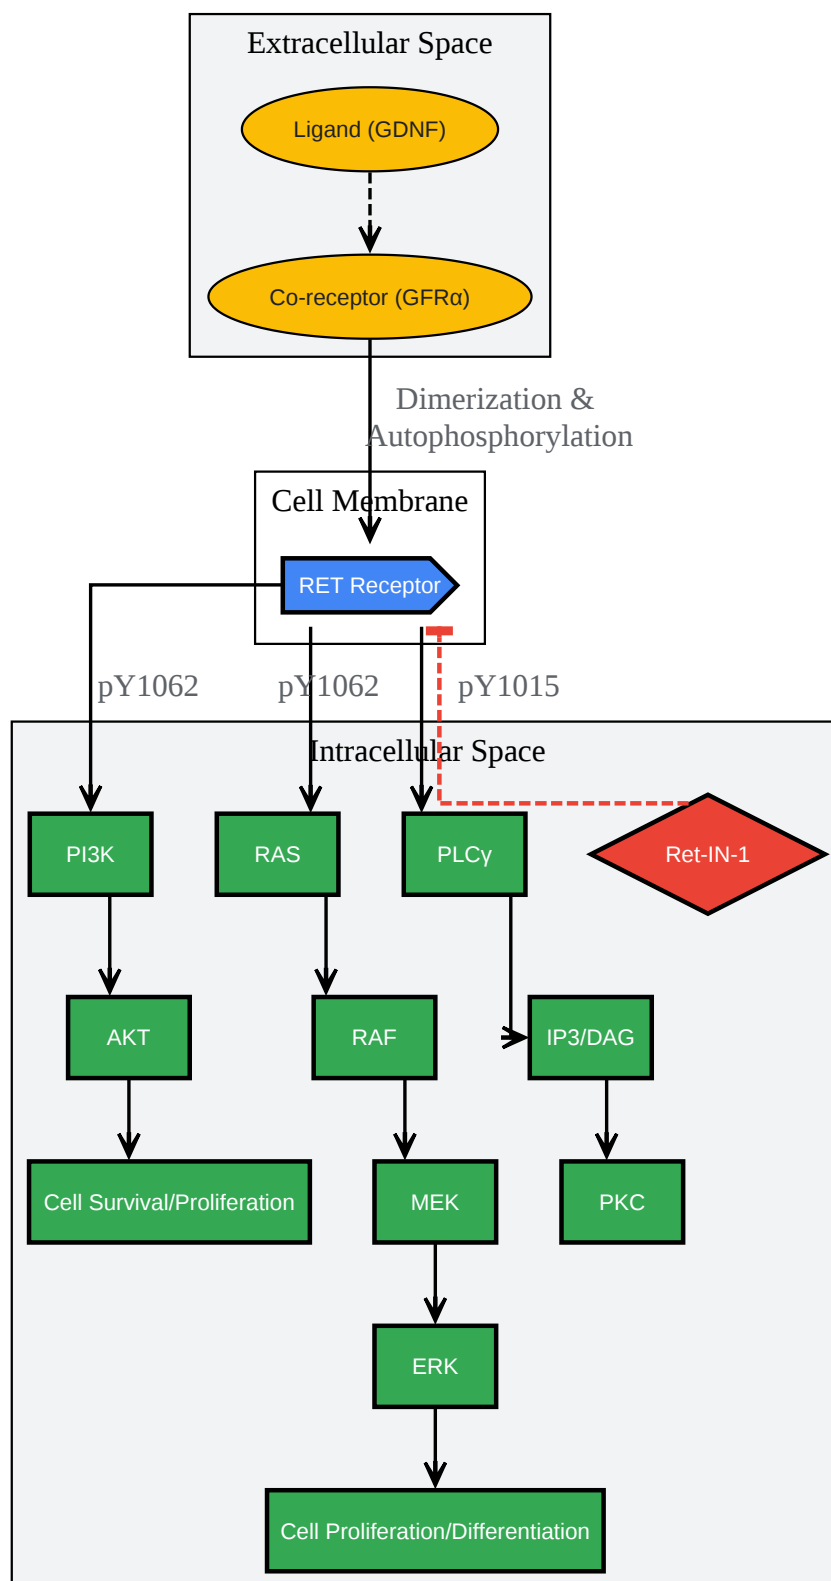 Extracellular Space
Ligand (GDNF)
Co-receptor (GFRα)
Dimerization &
Autophosphorylation
Cell Membrane
RET Receptor
pY1062
pY1062
pY1015
Intracellular Space
PI3K
RAS
PLCγ
Ret-IN-1
AKT
RAF
IP3/DAG
Cell Survival/Proliferation
MEK
PKC
ERK
Cell Proliferation/Differentiation